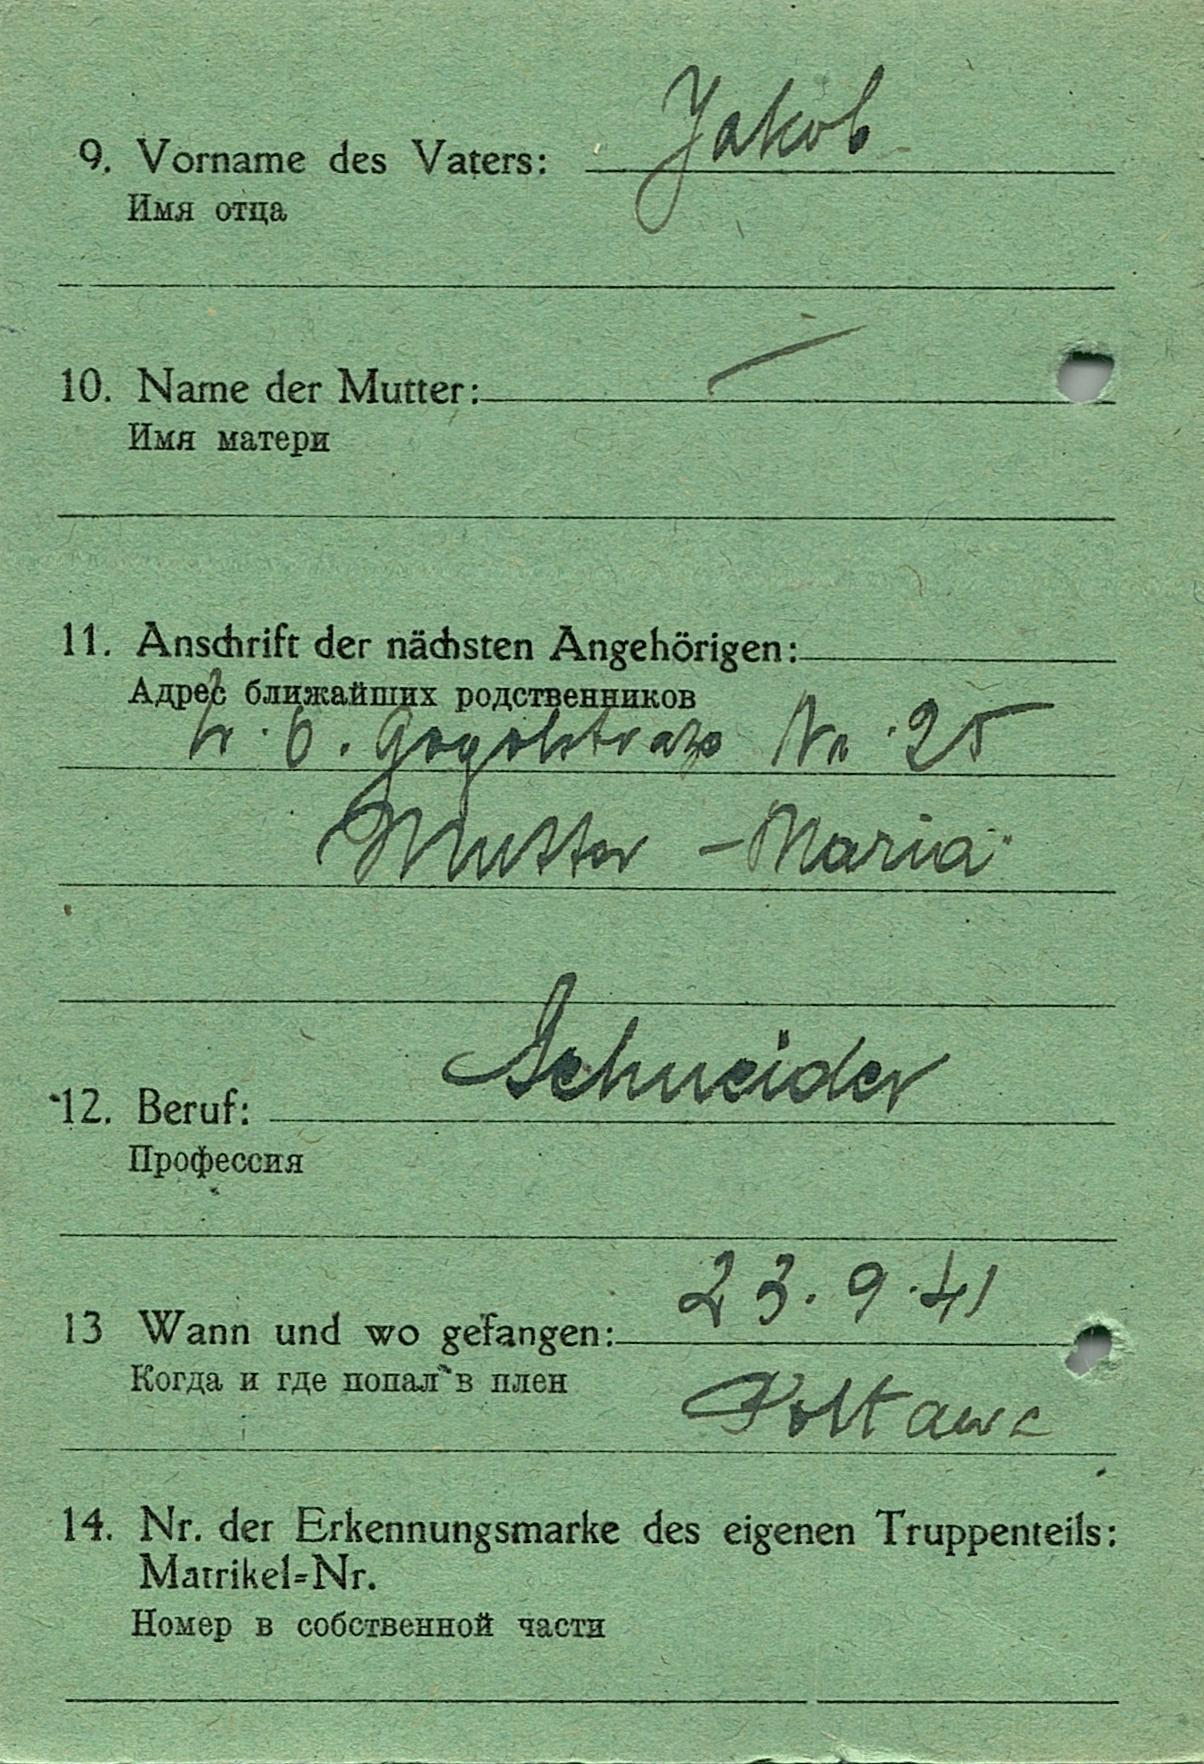 9. Vorname des Vaters: Jakob
Имя отца
10. Name der Mutter: —
Имя матери
11. Anschrift der nächsten Angehörigen:
Адрес ближайших родственников
Gogolstraze Nr. 25
Mutter - Maria
Schneider
12. Beruf:
Профессия
23.9.41
13 Wann und wo gefangen:
Когда и где попал в плен
Poltawa
14. Nr. der Erkennungsmarke des eigenen Truppenteils:
Matrikel=Nr.
Номер в собственной части